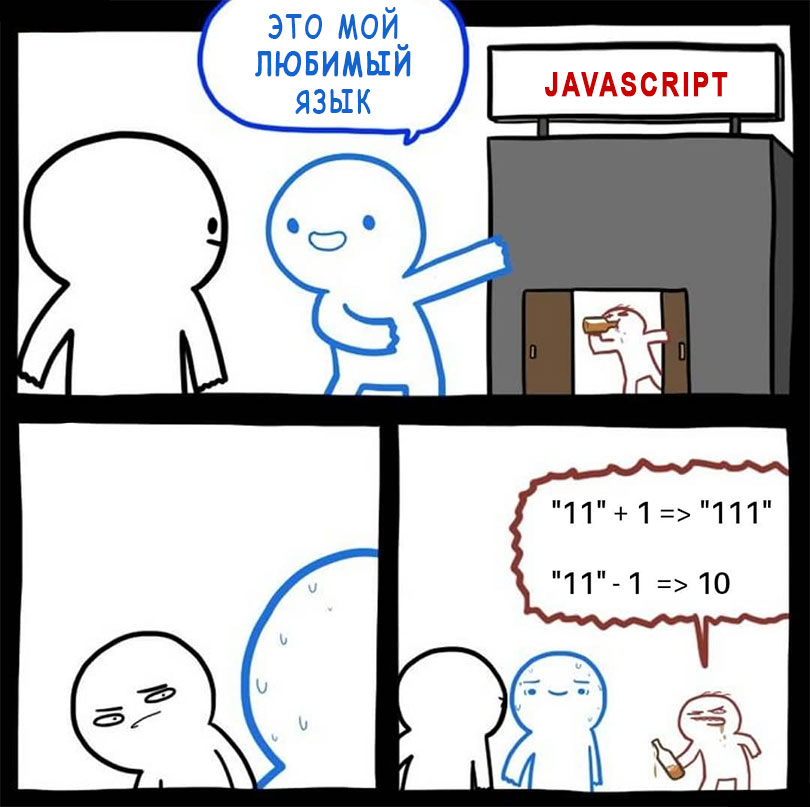 ЭТО МОЙ
ЛЮБИМЫЙ
ЯЗЫК
JAVASCRIPT
"11" + 1 => "111"
"11" - 1 => 10